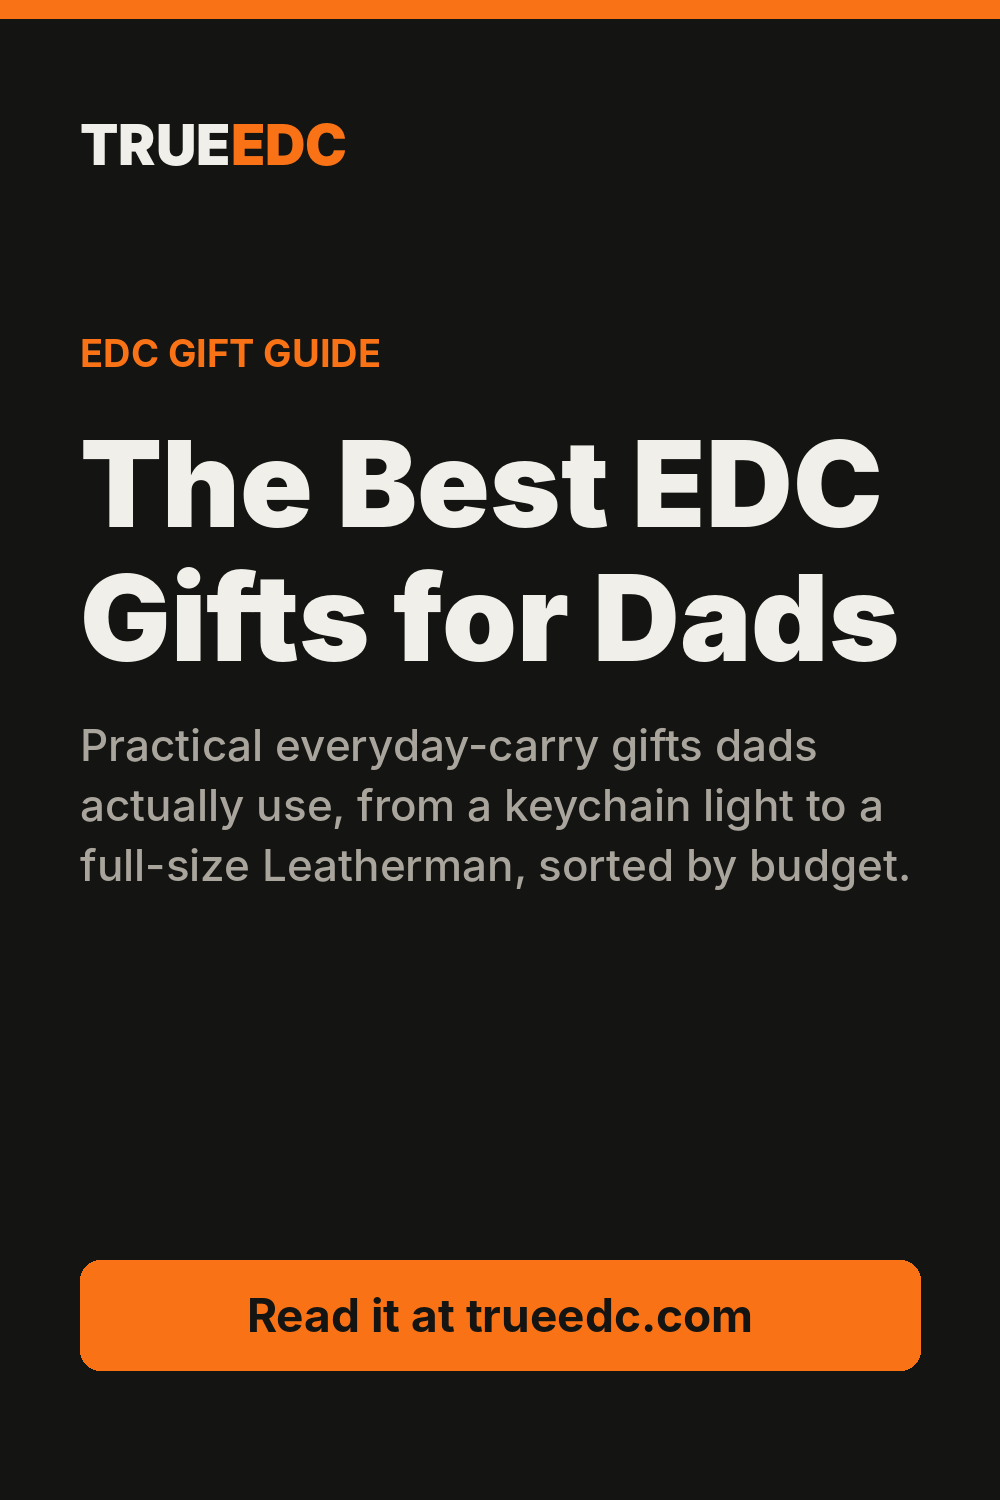 TRUEEDC
EDC GIFT GUIDE
The Best EDC
Gifts for Dads
Practical everyday-carry gifts dads
actually use, from a keychain light to a
full-size Leatherman, sorted by budget.
Read it at trueedc.com